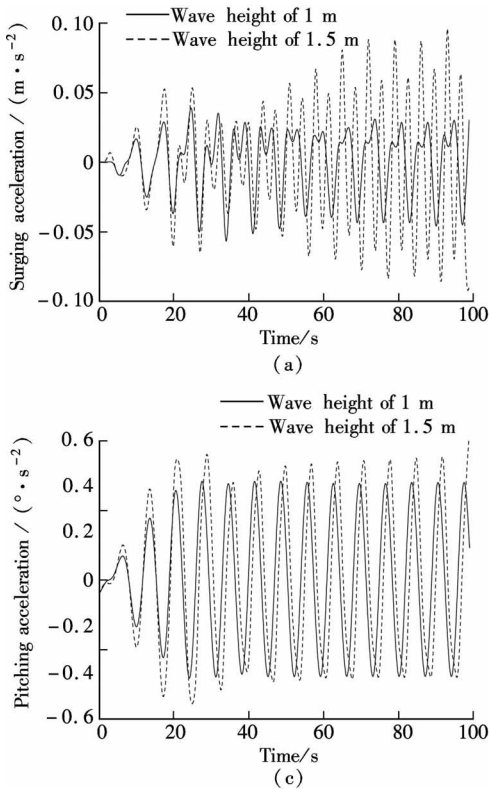 Wave height of 1 m
Wave height of 1.5 m
Surging acceleration / (m·s⁻²)
0.10
0.05
0
-0.05
-0.10
0 20 40 60 80 100
Time/s
(a)
Wave height of 1 m
Wave height of 1.5 m
Pitching acceleration / (°·s⁻²)
0.6
0.4
0.2
0
-0.2
-0.4
-0.6
0 20 40 60 80 100
Time/s
(c)